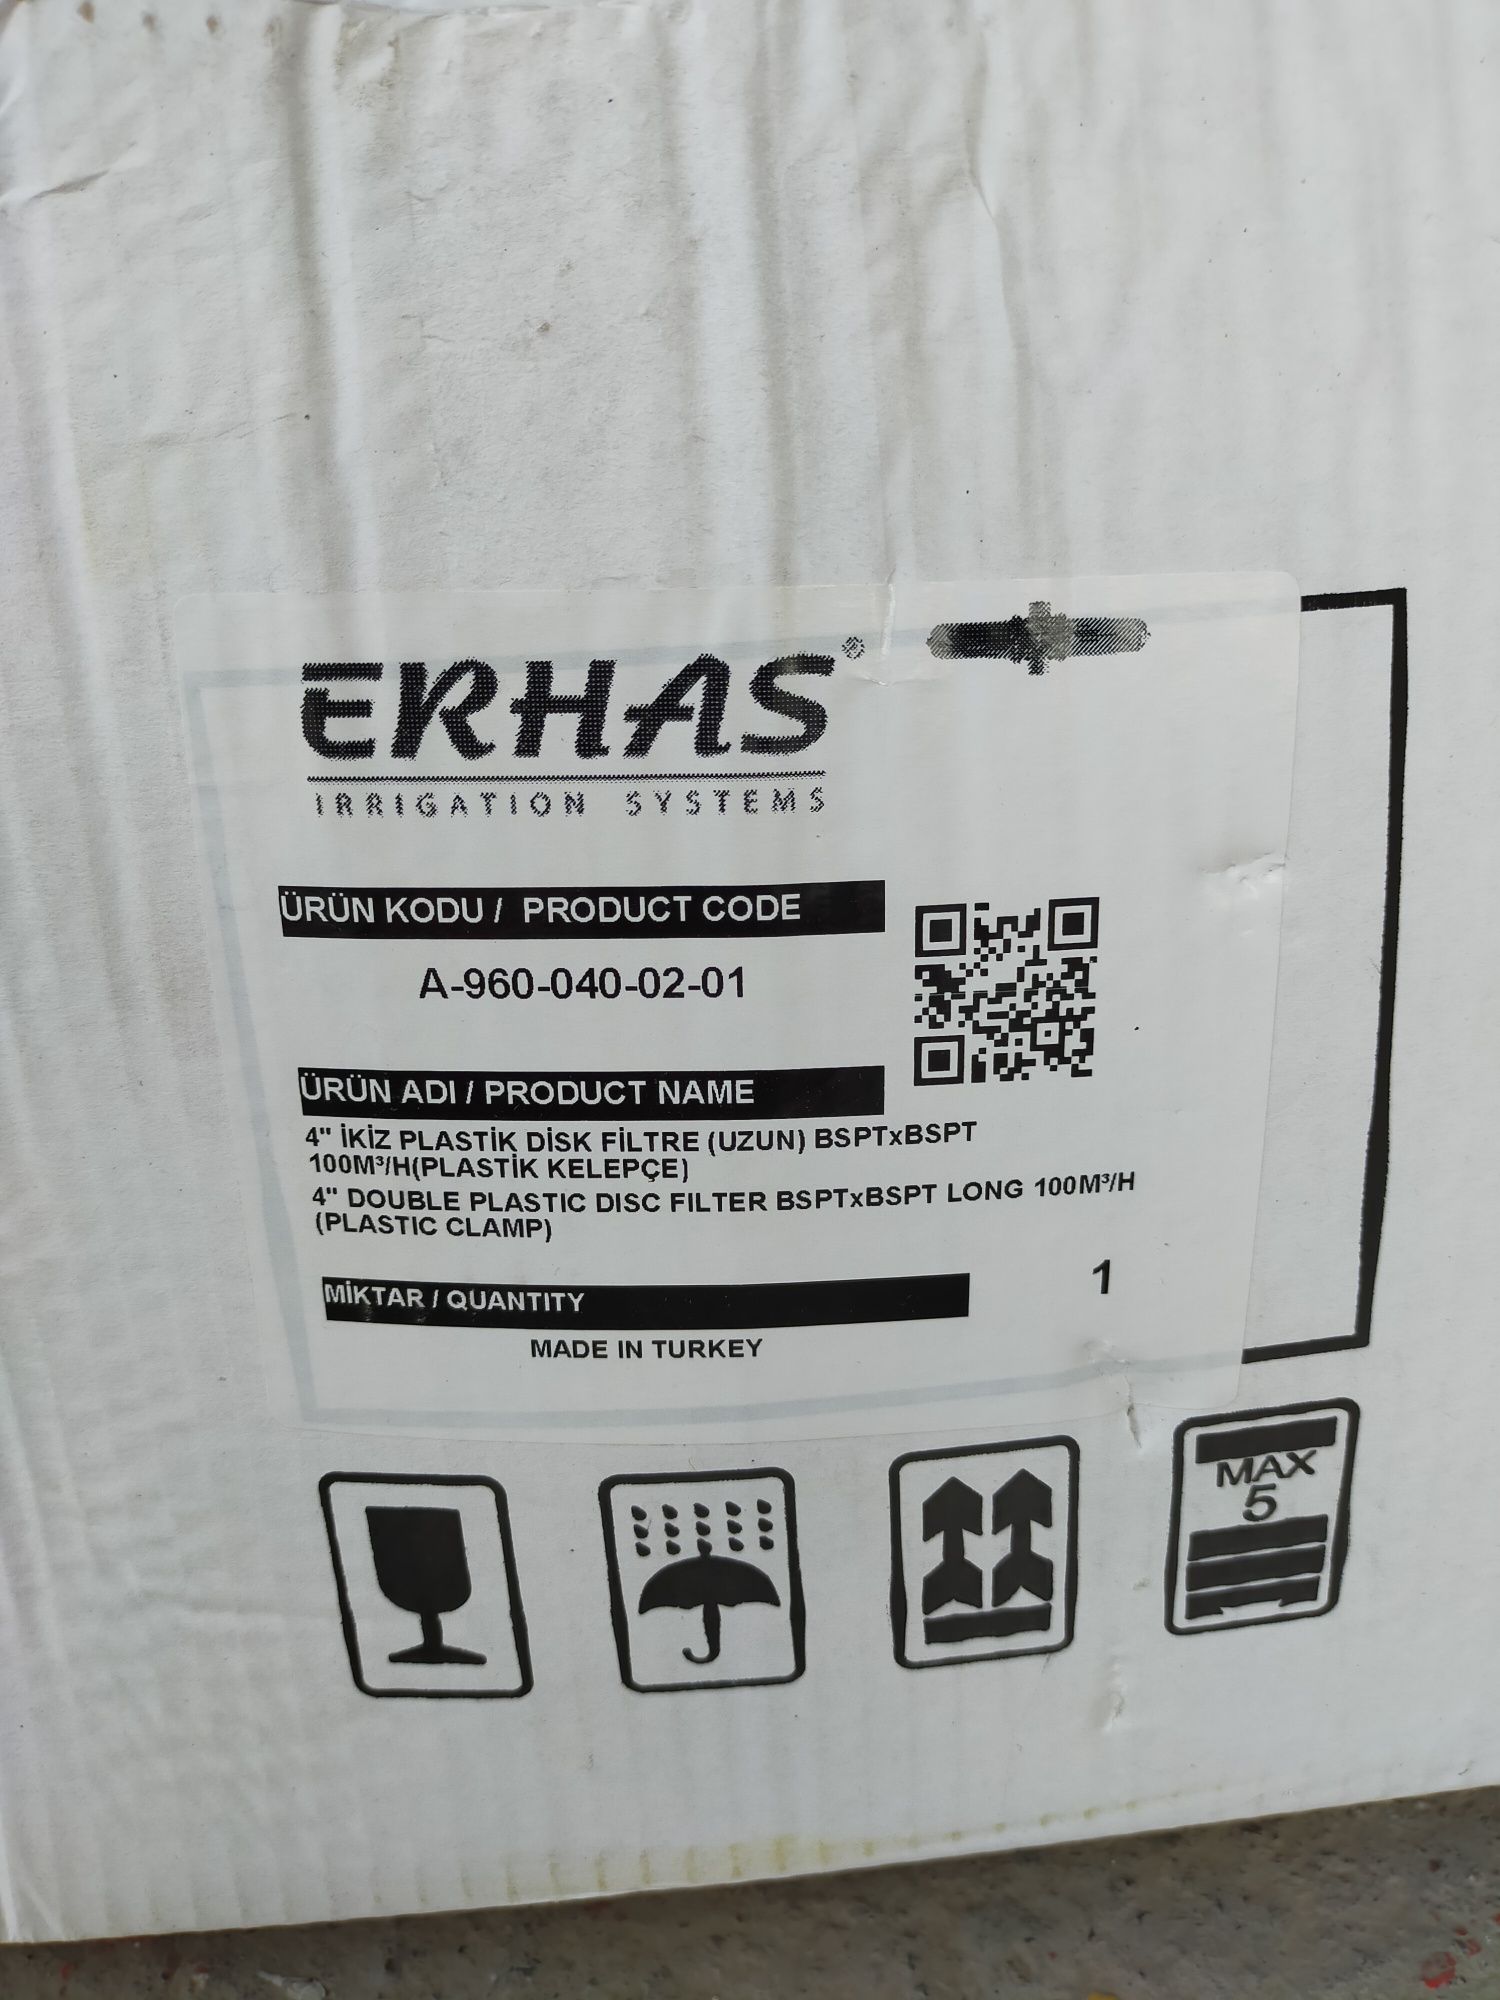 ERHAS®
IRRIGATION SYSTEMS
ÜRÜN KODU / PRODUCT CODE
A-960-040-02-01
ÜRÜN ADI / PRODUCT NAME
4" İKİZ PLASTİK DİSK FİLTRE (UZUN) BSPTxBSPT
100M³/H(PLASTİK KELEPÇE)
4" DOUBLE PLASTIC DISC FILTER BSPTxBSPT LONG 100M³/H
(PLASTIC CLAMP)
MİKTAR / QUANTITY 1
MADE IN TURKEY
MAX
5